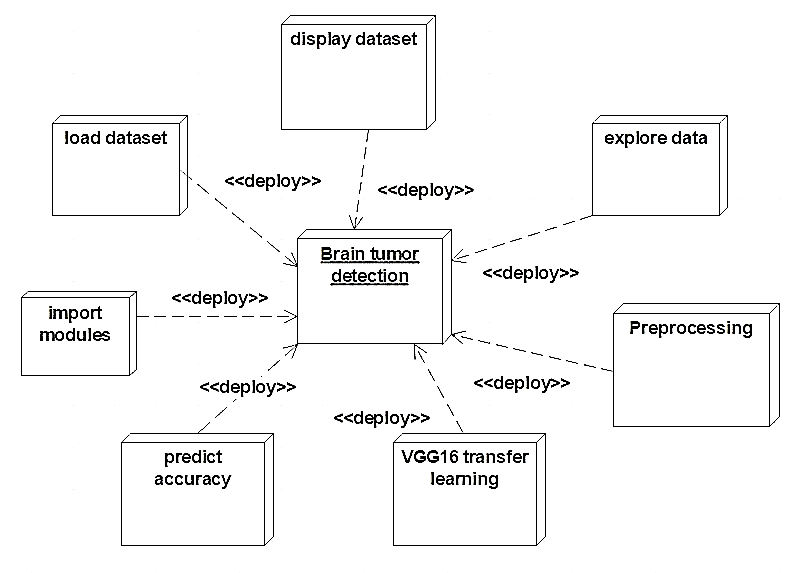 display dataset
load dataset
explore data
<<deploy>>
<<deploy>>
Brain tumor
detection
<<deploy>>
<<deploy>>
import
modules
Preprocessing
<<deploy>>
<<deploy>>
<<deploy>>
predict
accuracy
VGG16 transfer
learning